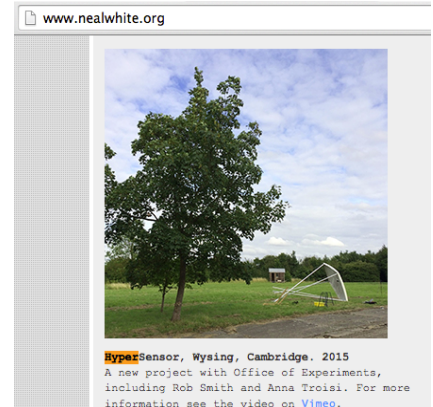 www.nealwhite.org
HyperSensor, Wysing, Cambridge. 2015
A new project with Office of Experiments,
including Rob Smith and Anna Troisi. For more
information see the video on Vimeo.